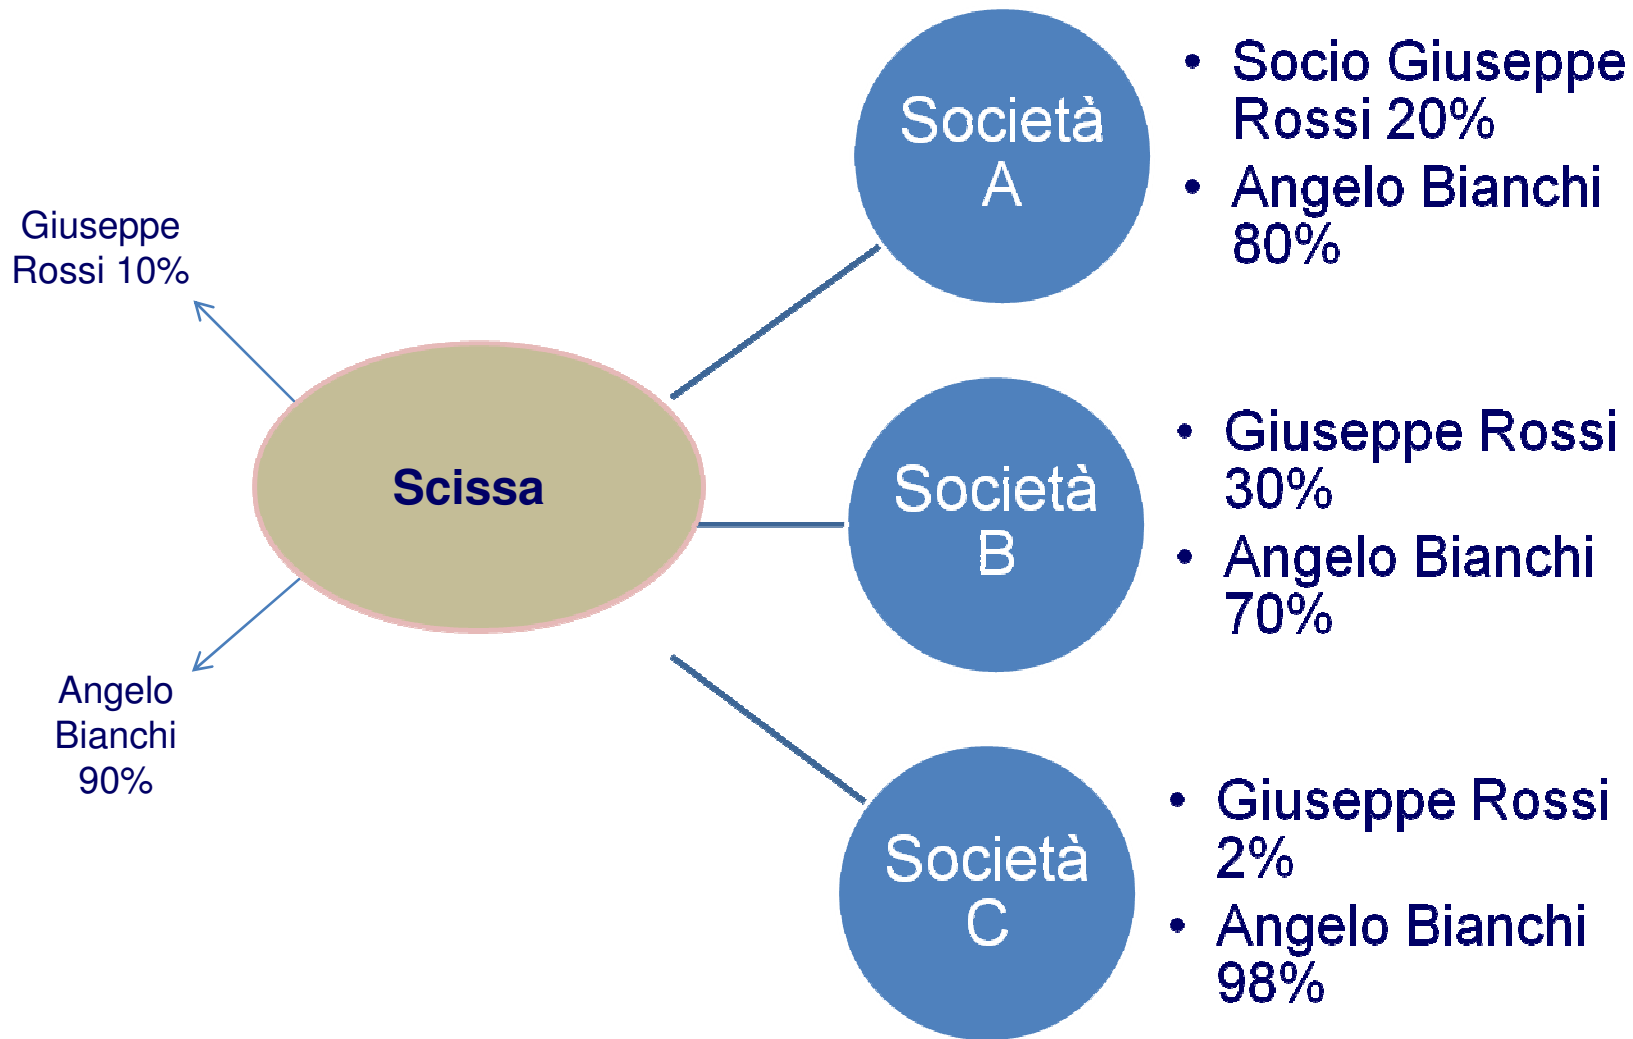 Giuseppe
Rossi 10%
Scissa
Angelo
Bianchi
90%
Società
A
• Socio Giuseppe
Rossi 20%
• Angelo Bianchi
80%
Società
B
• Giuseppe Rossi
30%
• Angelo Bianchi
70%
Società
C
• Giuseppe Rossi
2%
• Angelo Bianchi
98%